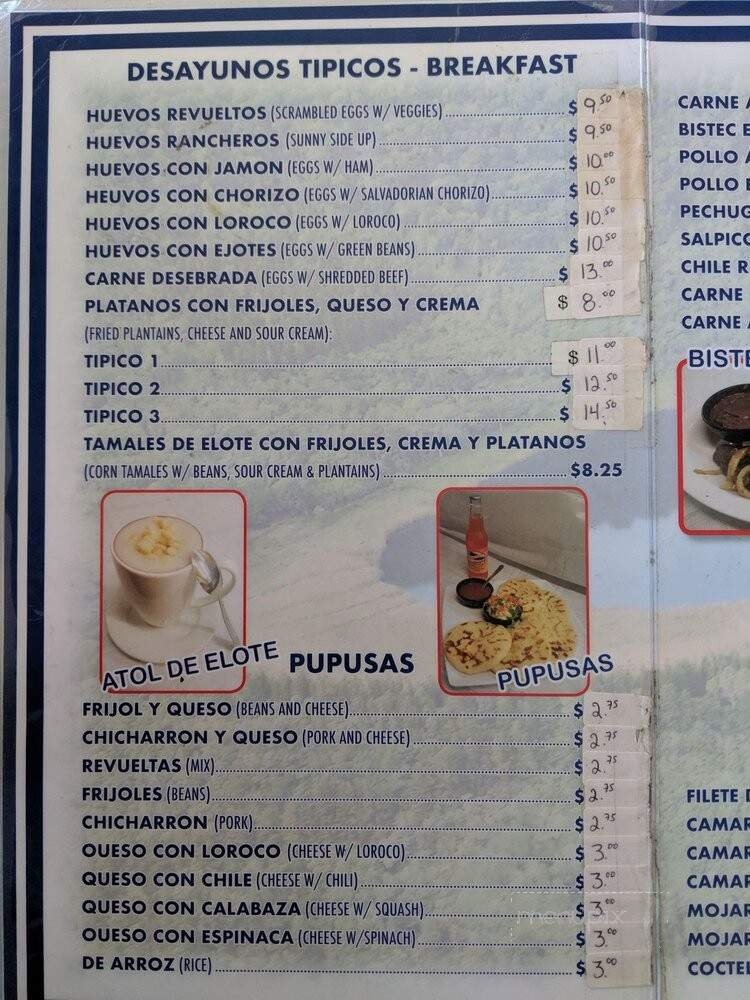 DESAYUNOS TIPICOS - BREAKFAST
HUEVOS REVUELTOS (SCRAMBLED EGGS W/ VEGGIES) $ 9.50
HUEVOS RANCHEROS (SUNNY SIDE UP) $ 9.50
HUEVOS CON JAMON (EGGS W/ HAM) $ 10.00
HEUVOS CON CHORIZO (EGGS W/ SALVADORIAN CHORIZO) $ 10.50
HUEVOS CON LOROCO (EGGS W/ LOROCO) $ 10.50
HUEVOS CON EJOTES (EGGS W/ GREEN BEANS) $ 10.50
CARNE DESEBRADA (EGGS W/ SHREDDED BEEF) $ 13.00
PLATANOS CON FRIJOLES, QUESO Y CREMA $ 8.00
(FRIED PLANTAINS, CHEESE AND SOUR CREAM):
TIPICO 1 $ 11.00
TIPICO 2 $ 12.50
TIPICO 3 $ 14.50
TAMALES DE ELOTE CON FRIJOLES, CREMA Y PLATANOS
(CORN TAMALES W/ BEANS, SOUR CREAM & PLANTAINS) $8.25
ATOL DE ELOTE
PUPUSAS
PUPUSAS
FRIJOL Y QUESO (BEANS AND CHEESE) $ 2.75
CHICHARRON Y QUESO (PORK AND CHEESE) $ 2.75
REVUELTAS (MIX) $ 2.75
FRIJOLES (BEANS) $ 2.75
CHICHARRON (PORK) $ 2.75
QUESO CON LOROCO (CHEESE W/ LOROCO) $ 3.00
QUESO CON CHILE (CHEESE W/ CHILI) $ 3.00
QUESO CON CALABAZA (CHEESE W/ SQUASH) $ 3.00
QUESO CON ESPINACA (CHEESE W/SPINACH) $ 3.00
DE ARROZ (RICE) $ 3.00
CARNE
BISTEC
POLLO
POLLO
PECHUG
SALPICO
CHILE R
CARNE
CARNE
BISTE
FILETE
CAMAR
CAMAR
CAMAR
MOJAR
MOJAR
COCTEL